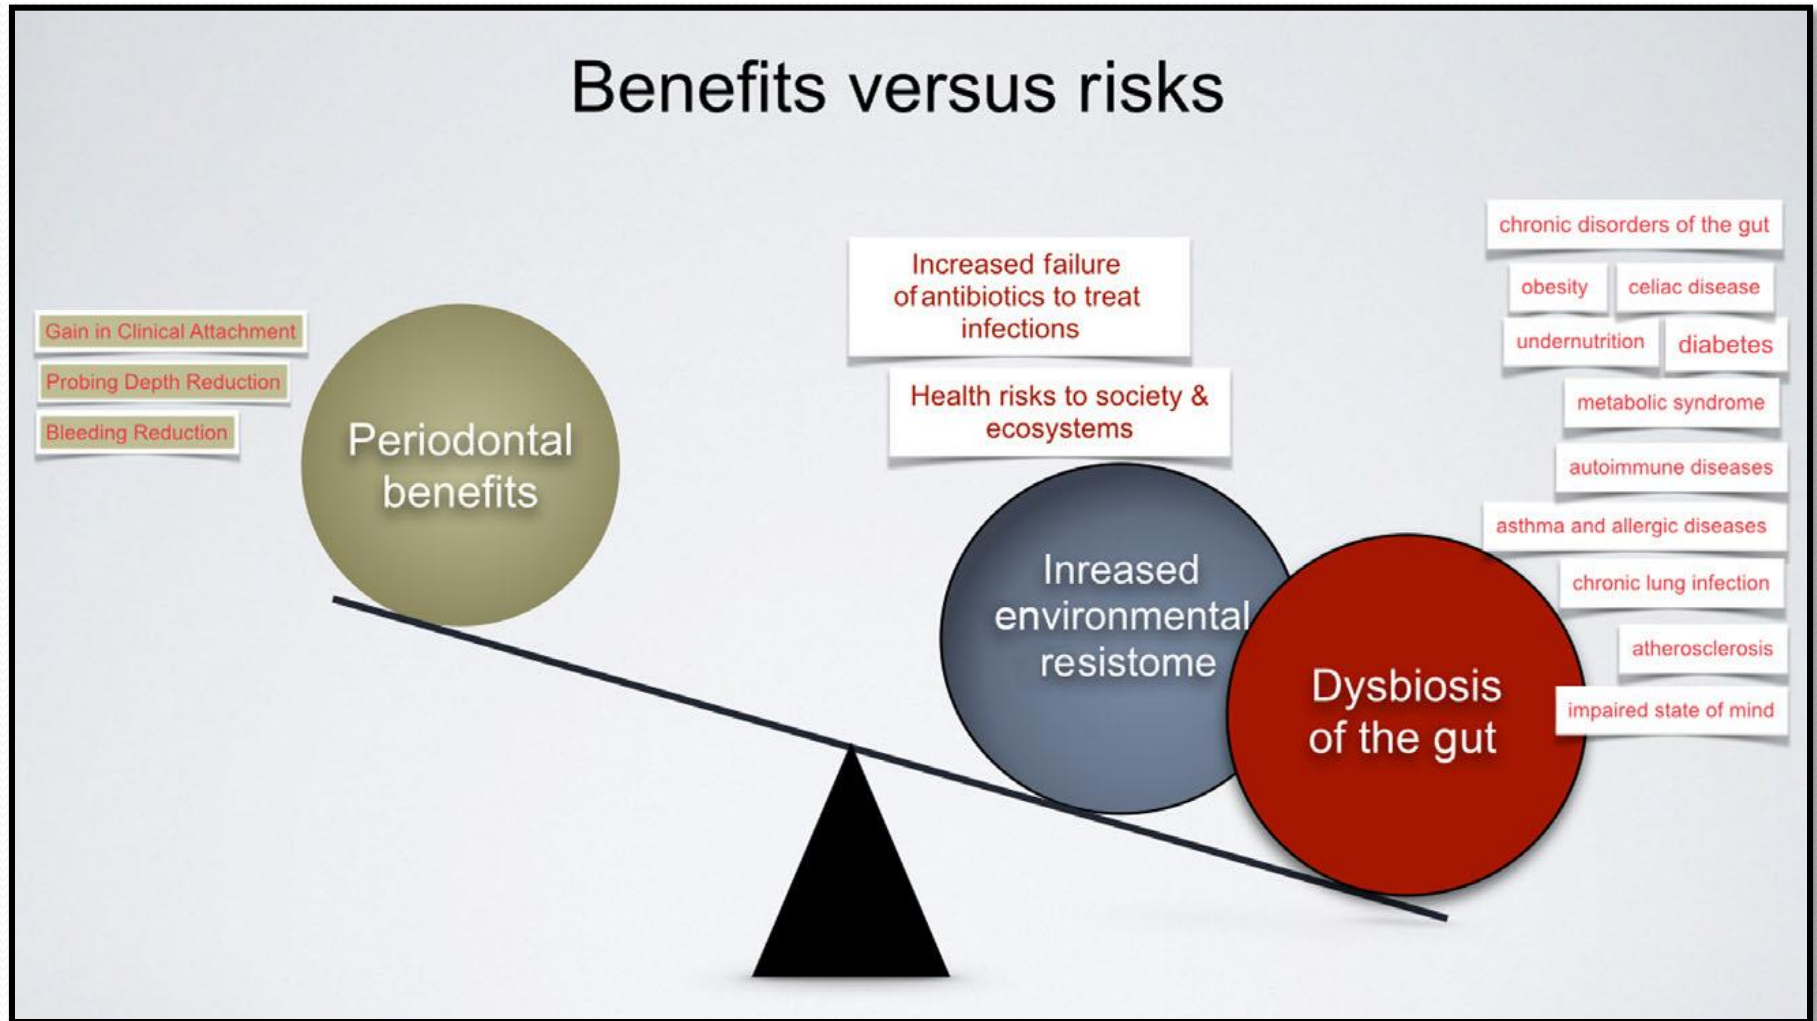 Benefits versus risks
Gain in Clinical Attachment
Probing Depth Reduction
Bleeding Reduction
Periodontal
benefits
Increased failure
of antibiotics to treat
infections
Health risks to society &
ecosystems
Inreased
environmental
resistome
Dysbiosis
of the gut
chronic disorders of the gut
obesity
celiac disease
undernutrition
diabetes
metabolic syndrome
autoimmune diseases
asthma and allergic diseases
chronic lung infection
atherosclerosis
impaired state of mind